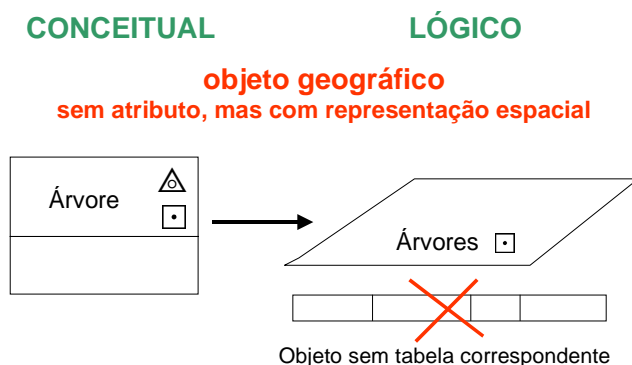 CONCEITUAL LÓGICO
objeto geográfico
sem atributo, mas com representação espacial
Árvore
Árvores
Objeto sem tabela correspondente